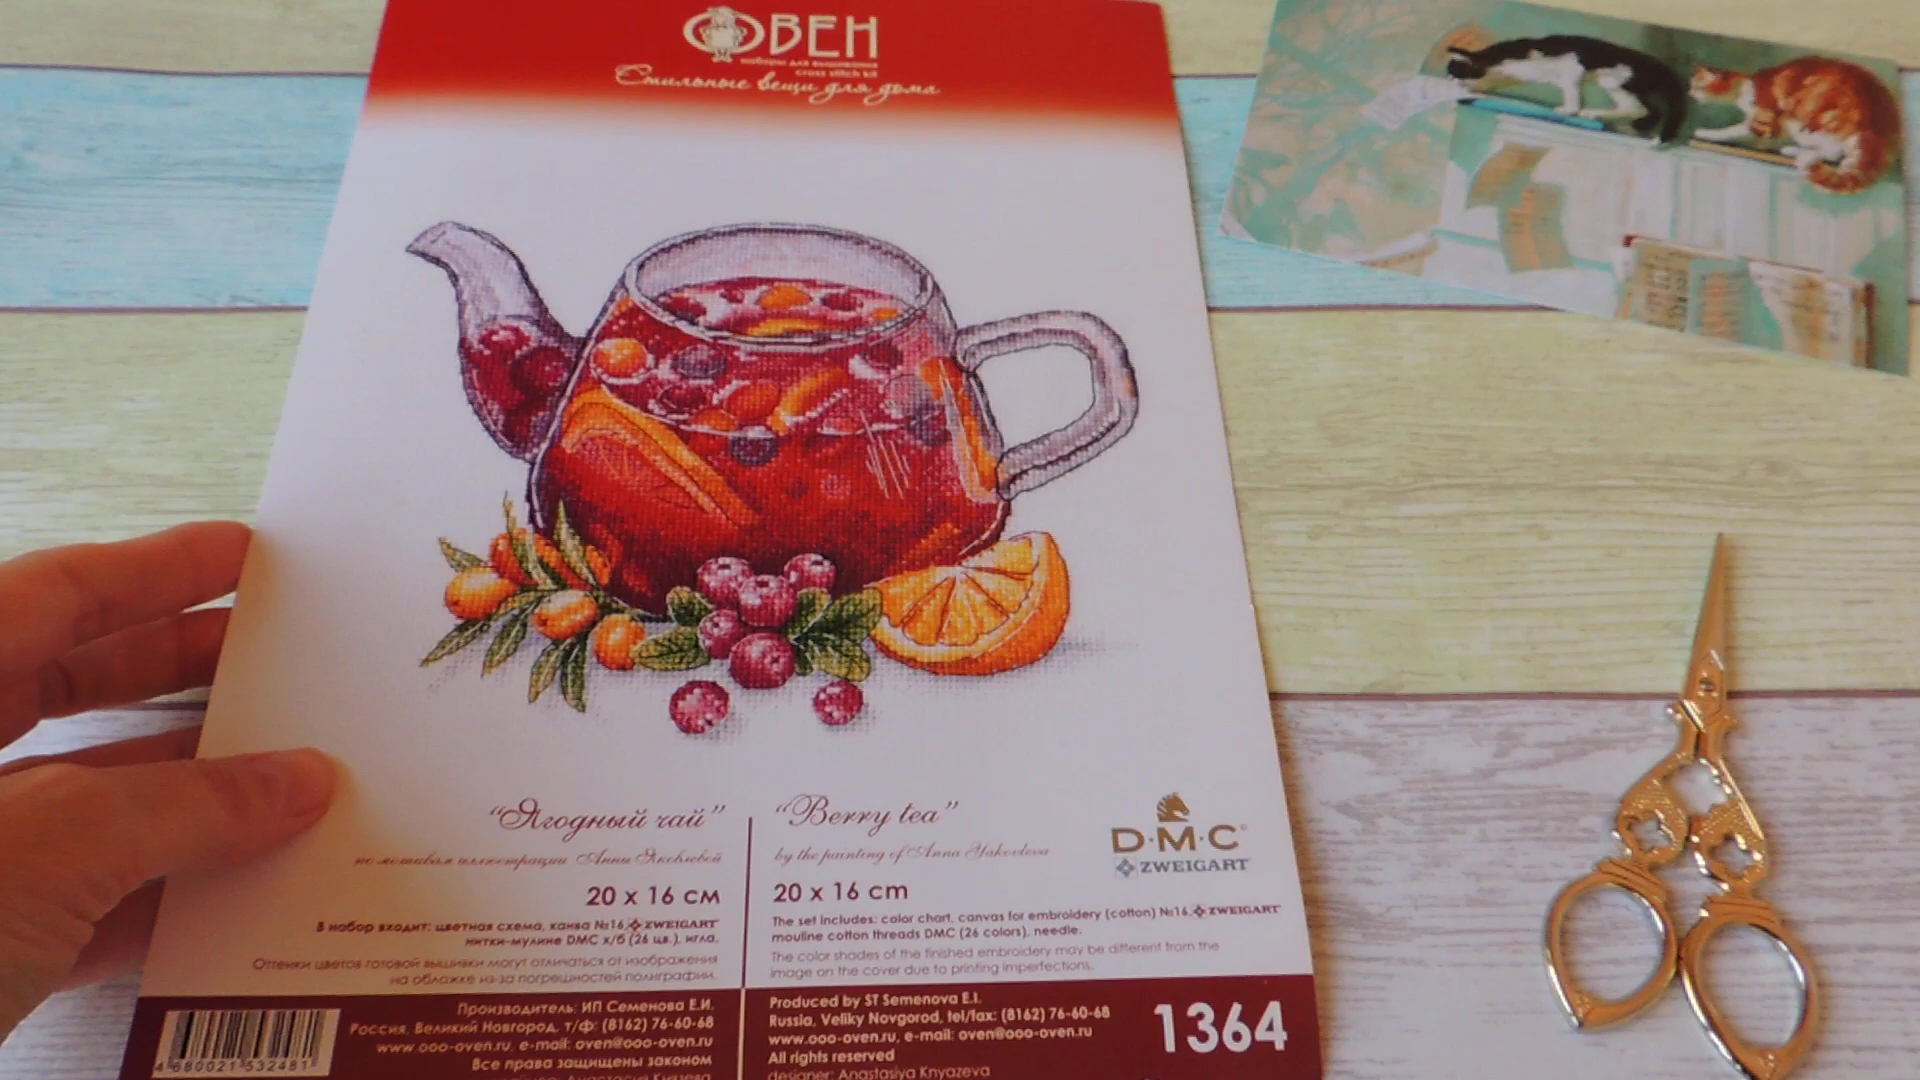 ОВЕН
наборы для вышивания
cross stitch kit
Стильные вещи для дома
“Ягодный чай”
по мотивам иллюстрации Анны Яковлевой
20 х 16 см
В набор входит: цветная схема, канва №16, ZWEIGART
нитки-мулине DMC х/б (26 цв.), игла.
Оттенки цветов готовой вышивки могут отличаться от изображения
на обложке из-за погрешностей полиграфии.
“Berry tea”
by the painting of Anna Yakovleva
20 x 16 cm
The set includes: color chart, canvas for embroidery (cotton) №16, ZWEIGART
mouline cotton threads DMC (26 colors), needle.
The color shades of the finished embroidery may be different from the
image on the cover due to printing imperfections.
D·M·C
ZWEIGART
4 680021 532481
Производитель: ИП Семенова Е.И.
Россия, Великий Новгород, т/ф: (8162) 76-60-68
www.ooo-oven.ru, e-mail: oven@ooo-oven.ru
Все права защищены законом
Анастасия Князева
Produced by ST Semenova E.I.
Russia, Veliky Novgorod, tel/fax: (8162) 76-60-68
www.ooo-oven.ru, e-mail: oven@ooo-oven.ru
All rights reserved
designer: Anastasiya Knyazeva
1364